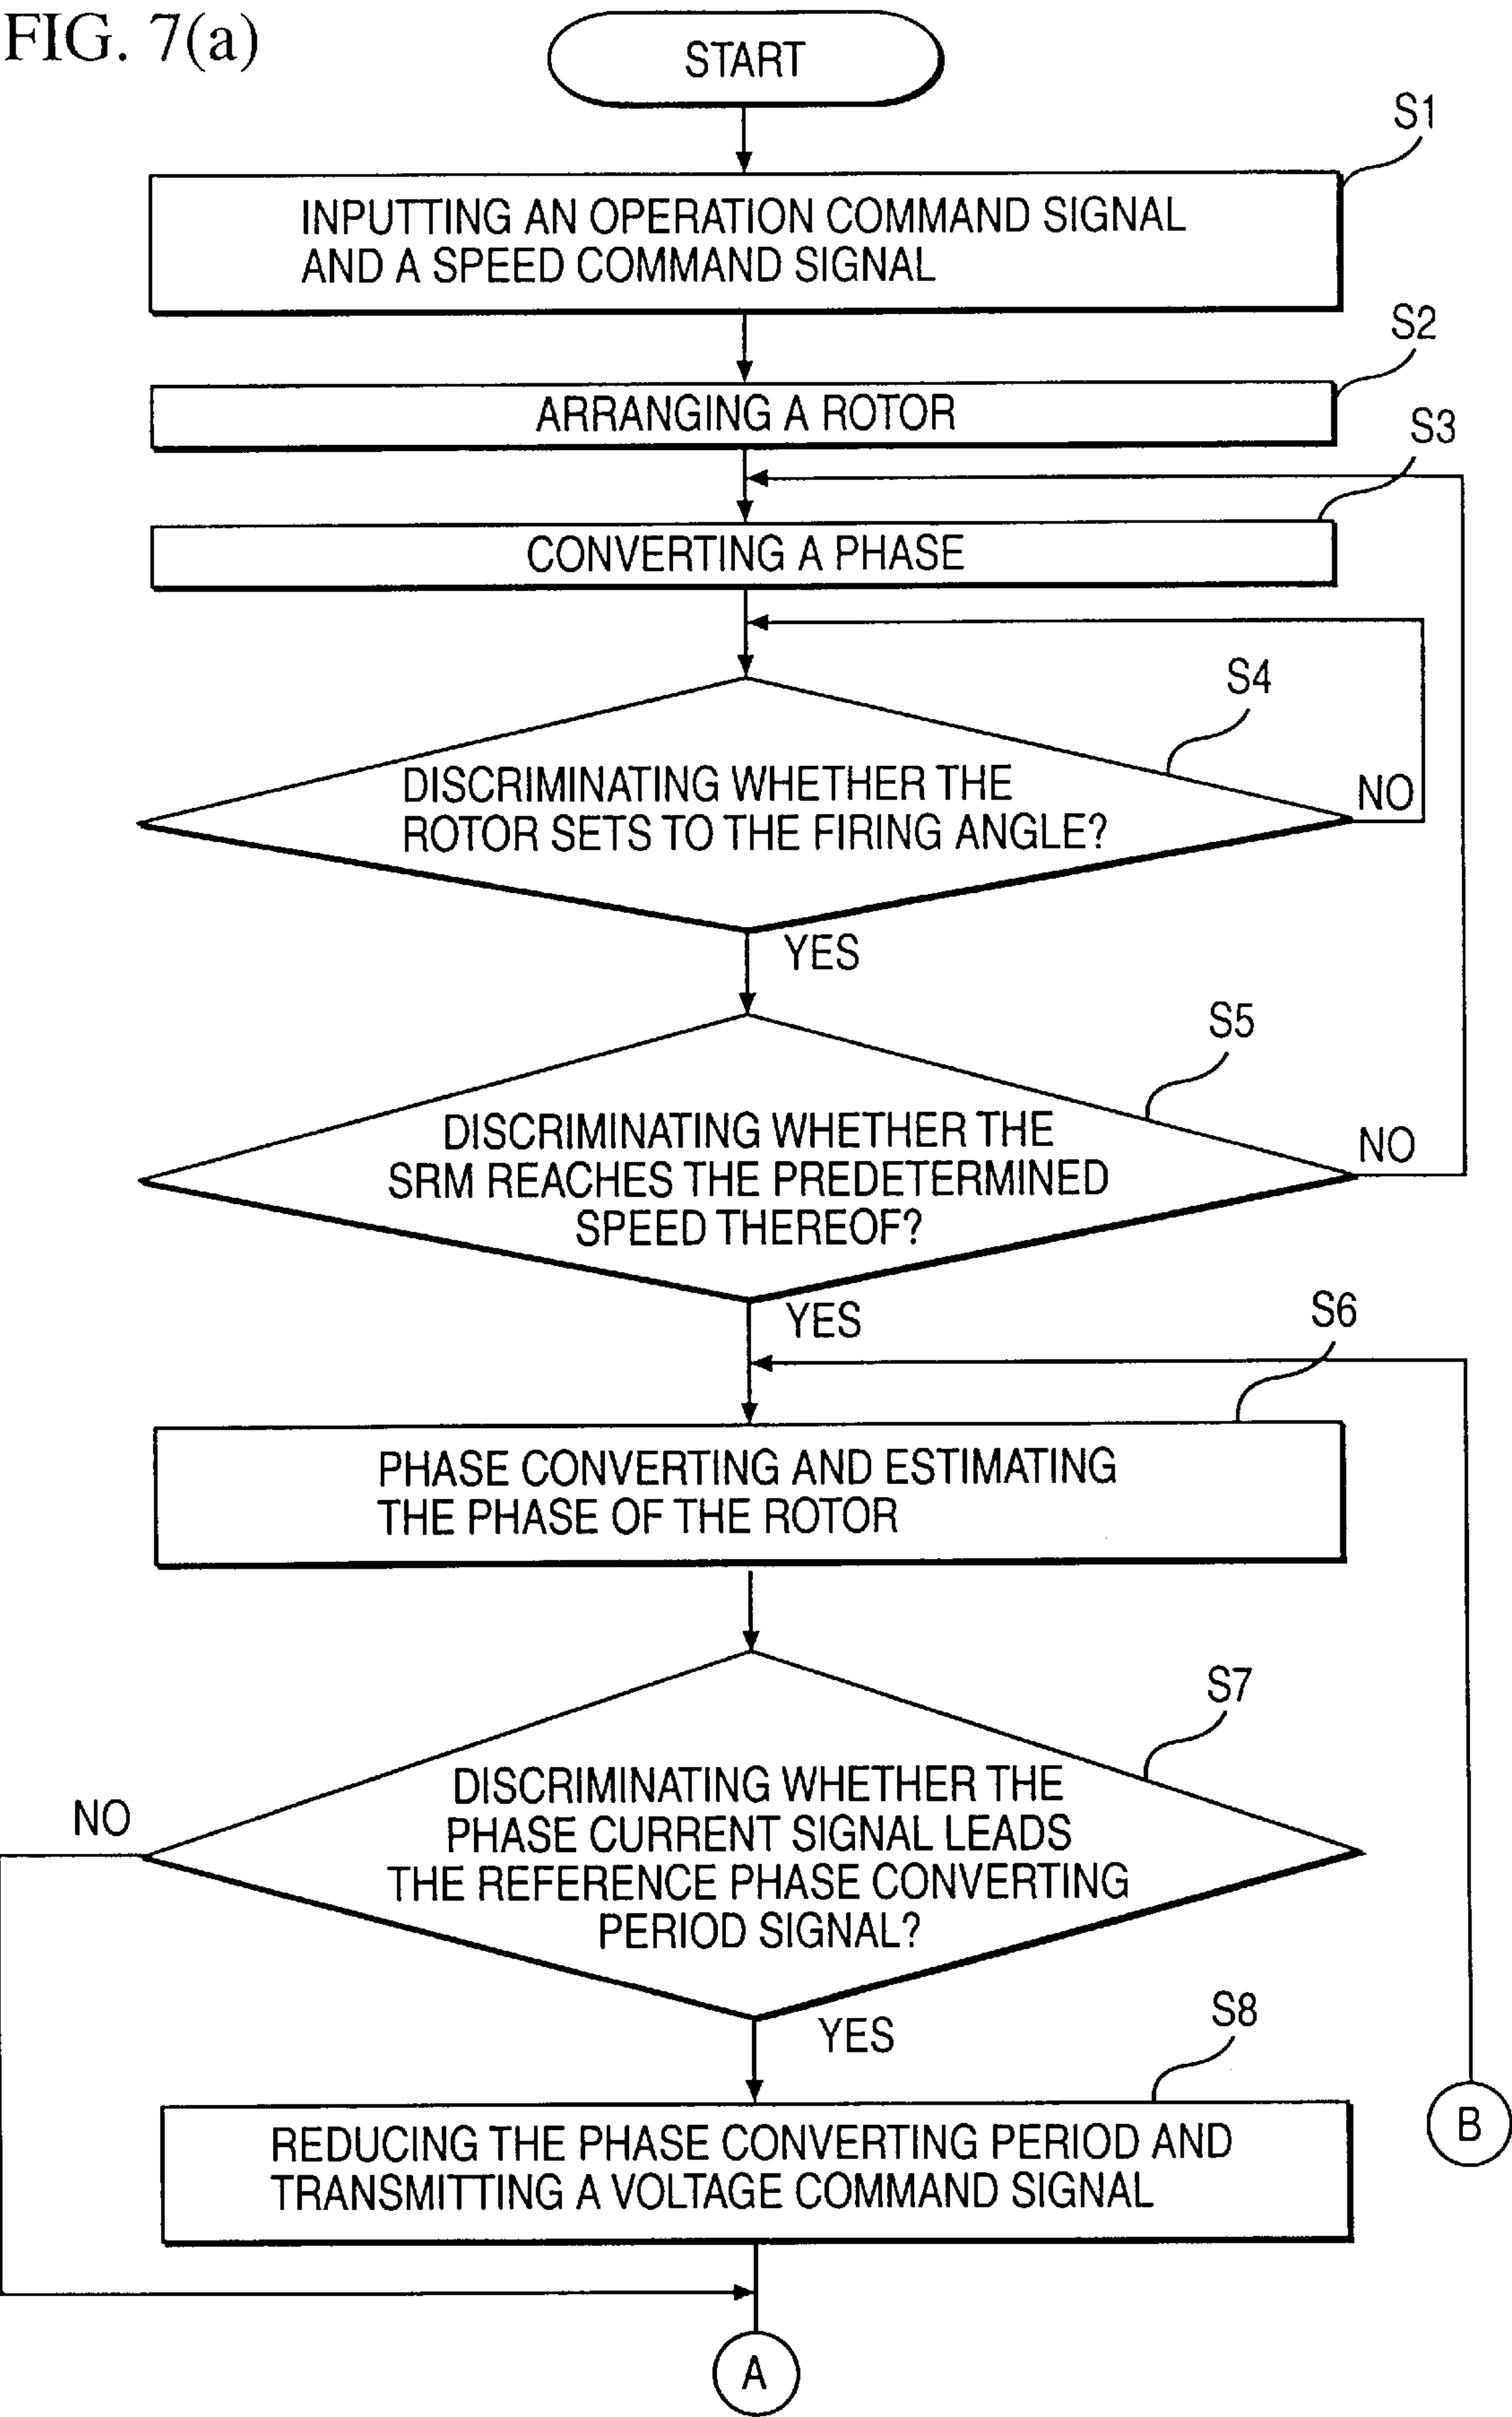 FIG. 7(a)
START
S1
INPUTTING AN OPERATION COMMAND SIGNAL
AND A SPEED COMMAND SIGNAL
S2
ARRANGING A ROTOR
S3
CONVERTING A PHASE
S4
DISCRIMINATING WHETHER THE
ROTOR SETS TO THE FIRING ANGLE?
NO
YES
S5
DISCRIMINATING WHETHER THE
SRM REACHES THE PREDETERMINED
SPEED THEREOF?
NO
YES
S6
PHASE CONVERTING AND ESTIMATING
THE PHASE OF THE ROTOR
S7
DISCRIMINATING WHETHER THE
PHASE CURRENT SIGNAL LEADS
THE REFERENCE PHASE CONVERTING
PERIOD SIGNAL?
NO
YES
S8
REDUCING THE PHASE CONVERTING PERIOD AND
TRANSMITTING A VOLTAGE COMMAND SIGNAL
B
A